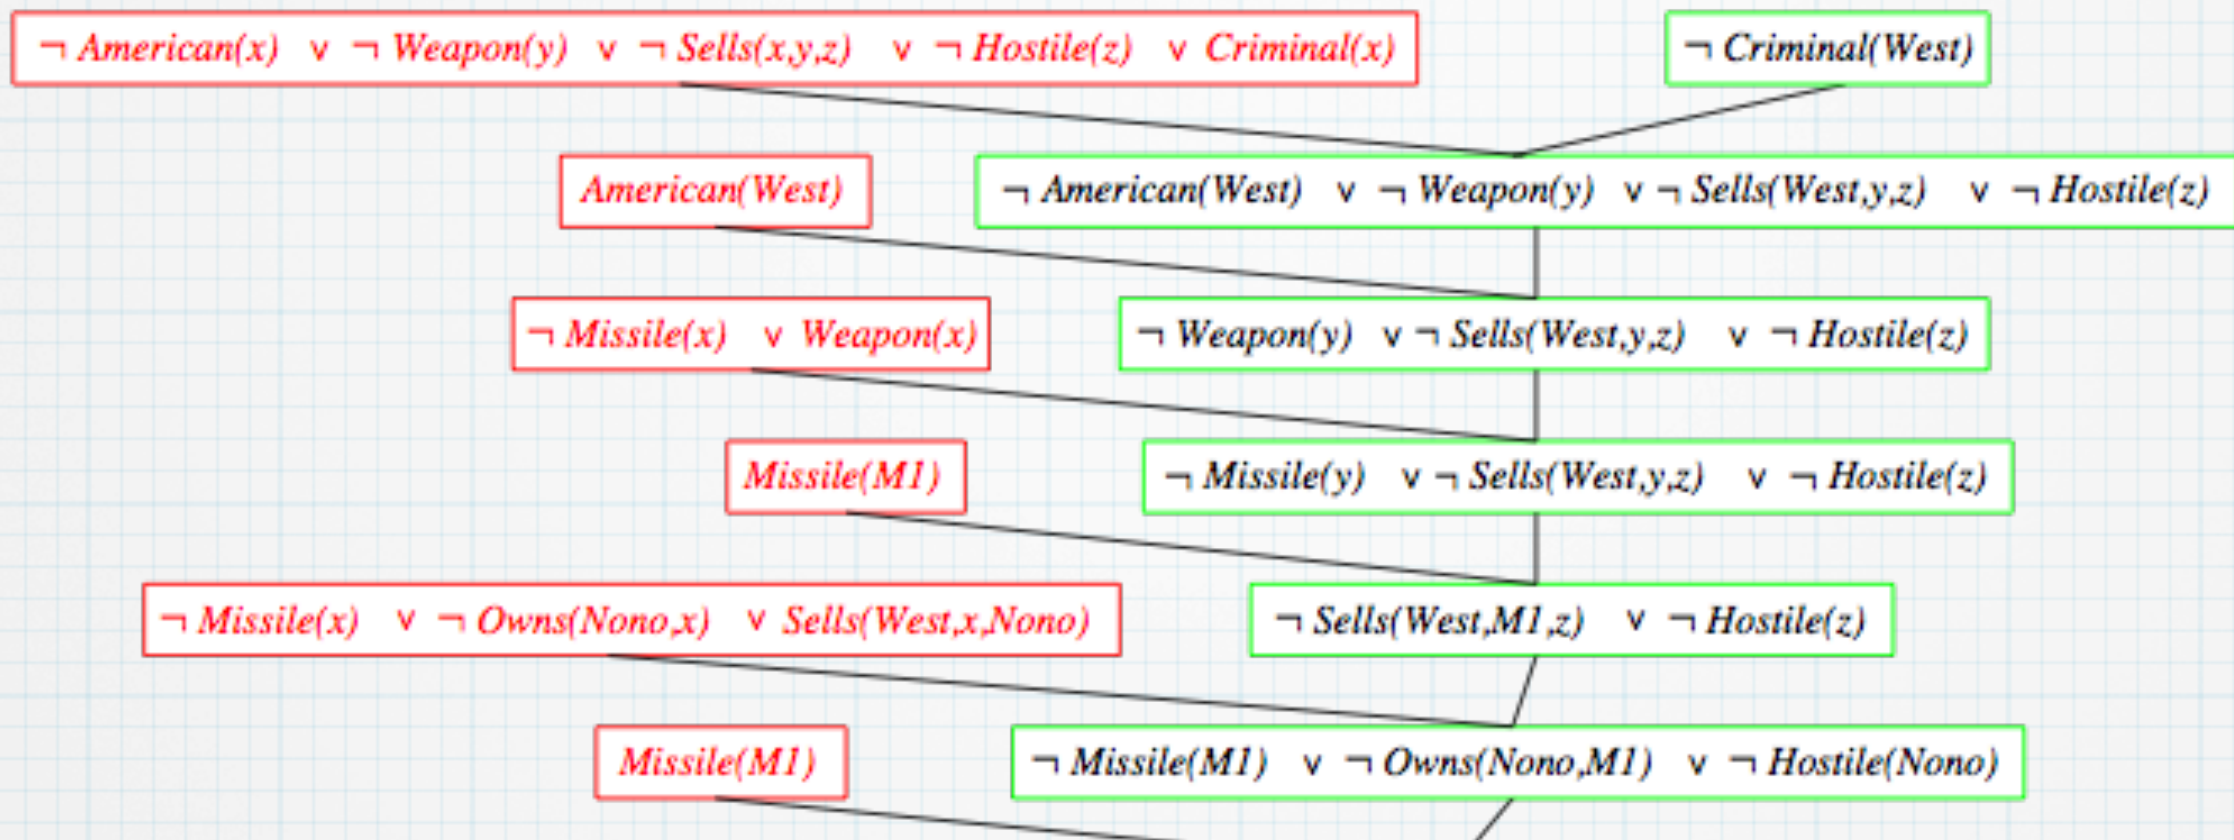 ¬ American(x) ∨ ¬ Weapon(y) ∨ ¬ Sells(x,y,z) ∨ ¬ Hostile(z) ∨ Criminal(x)
¬ Criminal(West)
American(West)
¬ American(West) ∨ ¬ Weapon(y) ∨ ¬ Sells(West,y,z) ∨ ¬ Hostile(z)
¬ Missile(x) ∨ Weapon(x)
¬ Weapon(y) ∨ ¬ Sells(West,y,z) ∨ ¬ Hostile(z)
Missile(M1)
¬ Missile(y) ∨ ¬ Sells(West,y,z) ∨ ¬ Hostile(z)
¬ Missile(x) ∨ ¬ Owns(Nono,x) ∨ Sells(West,x,Nono)
¬ Sells(West,M1,z) ∨ ¬ Hostile(z)
Missile(M1)
¬ Missile(M1) ∨ ¬ Owns(Nono,M1) ∨ ¬ Hostile(Nono)